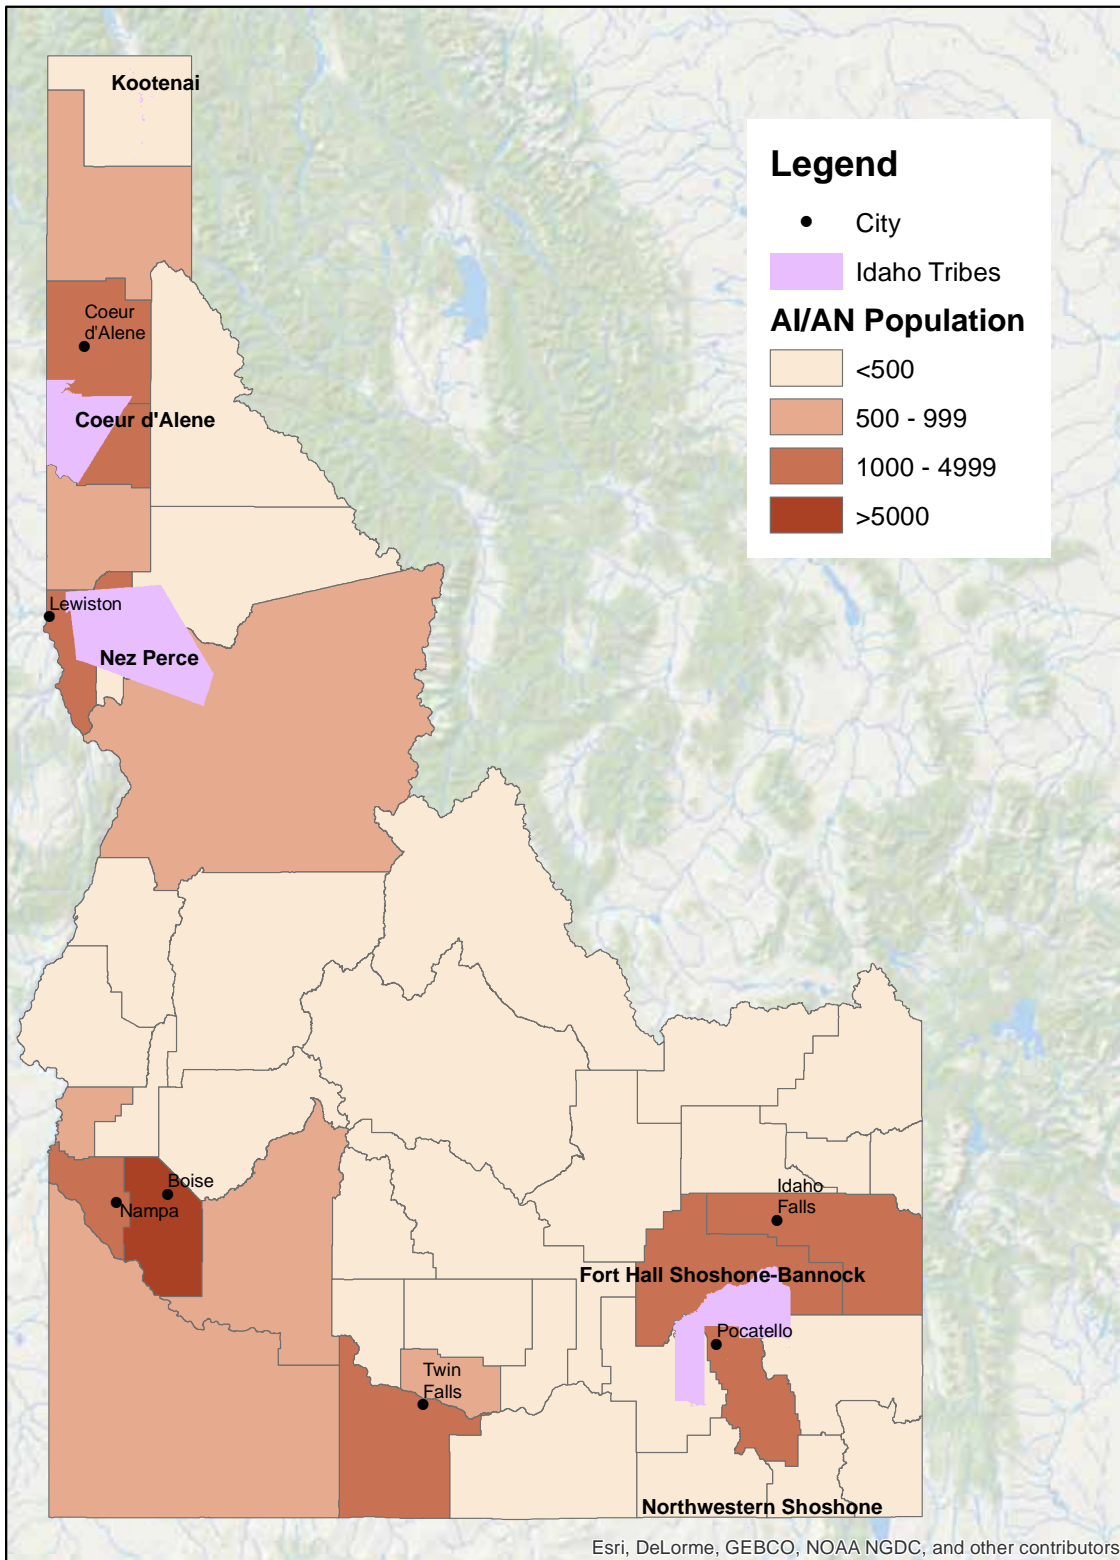 Kootenai
Legend
City
Idaho Tribes
AI/AN Population
<500
500 - 999
1000 - 4999
>5000
Coeur
d'Alene
Coeur d'Alene
Lewiston
Nez Perce
Boise
Nampa
Idaho
Falls
Fort Hall Shoshone-Bannock
Pocatello
Twin
Falls
Northwestern Shoshone
Esri, DeLorme, GEBCO, NOAA NGDC, and other contributors